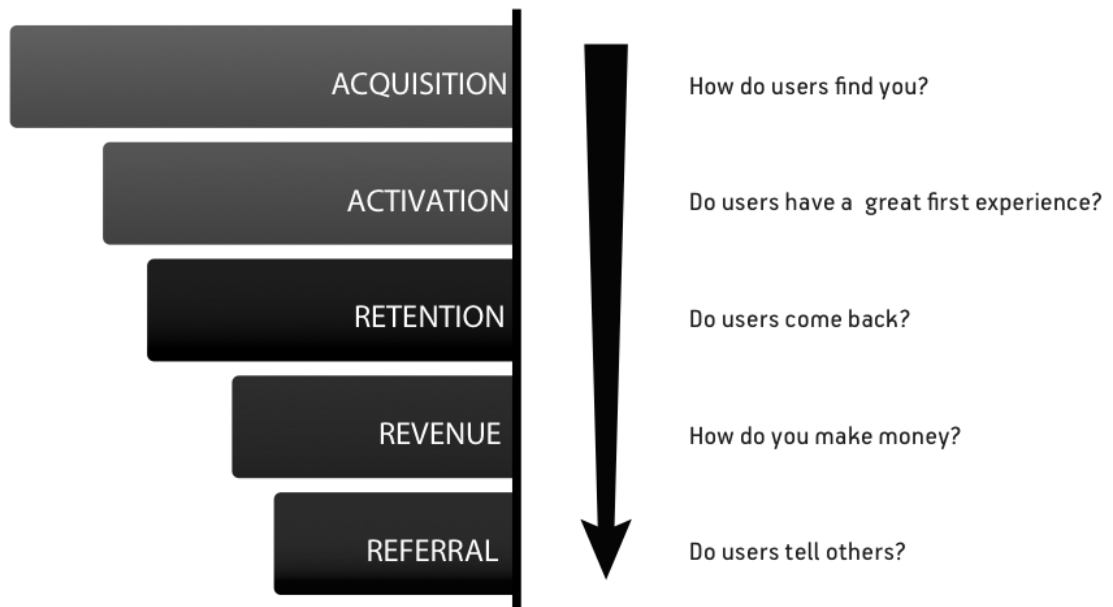 ACQUISITION
How do users find you?
ACTIVATION
Do users have a great first experience?
RETENTION
Do users come back?
REVENUE
How do you make money?
REFERRAL
Do users tell others?